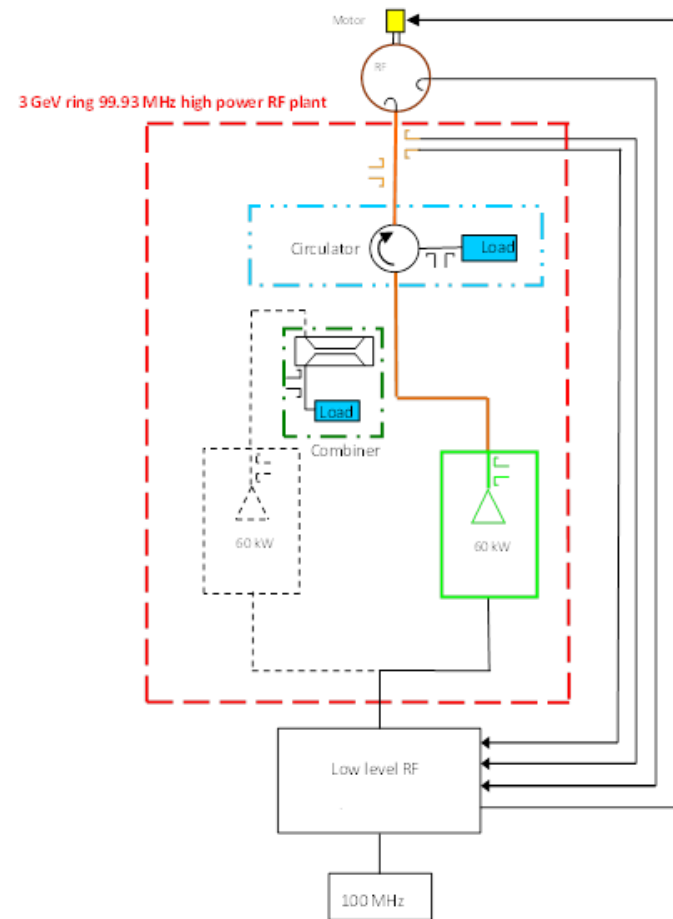 Motor
RF
3 GeV ring 99.93 MHz high power RF plant
Circulator
Load
Load
Combiner
60 kW
60 kW
Low level RF
100 MHz